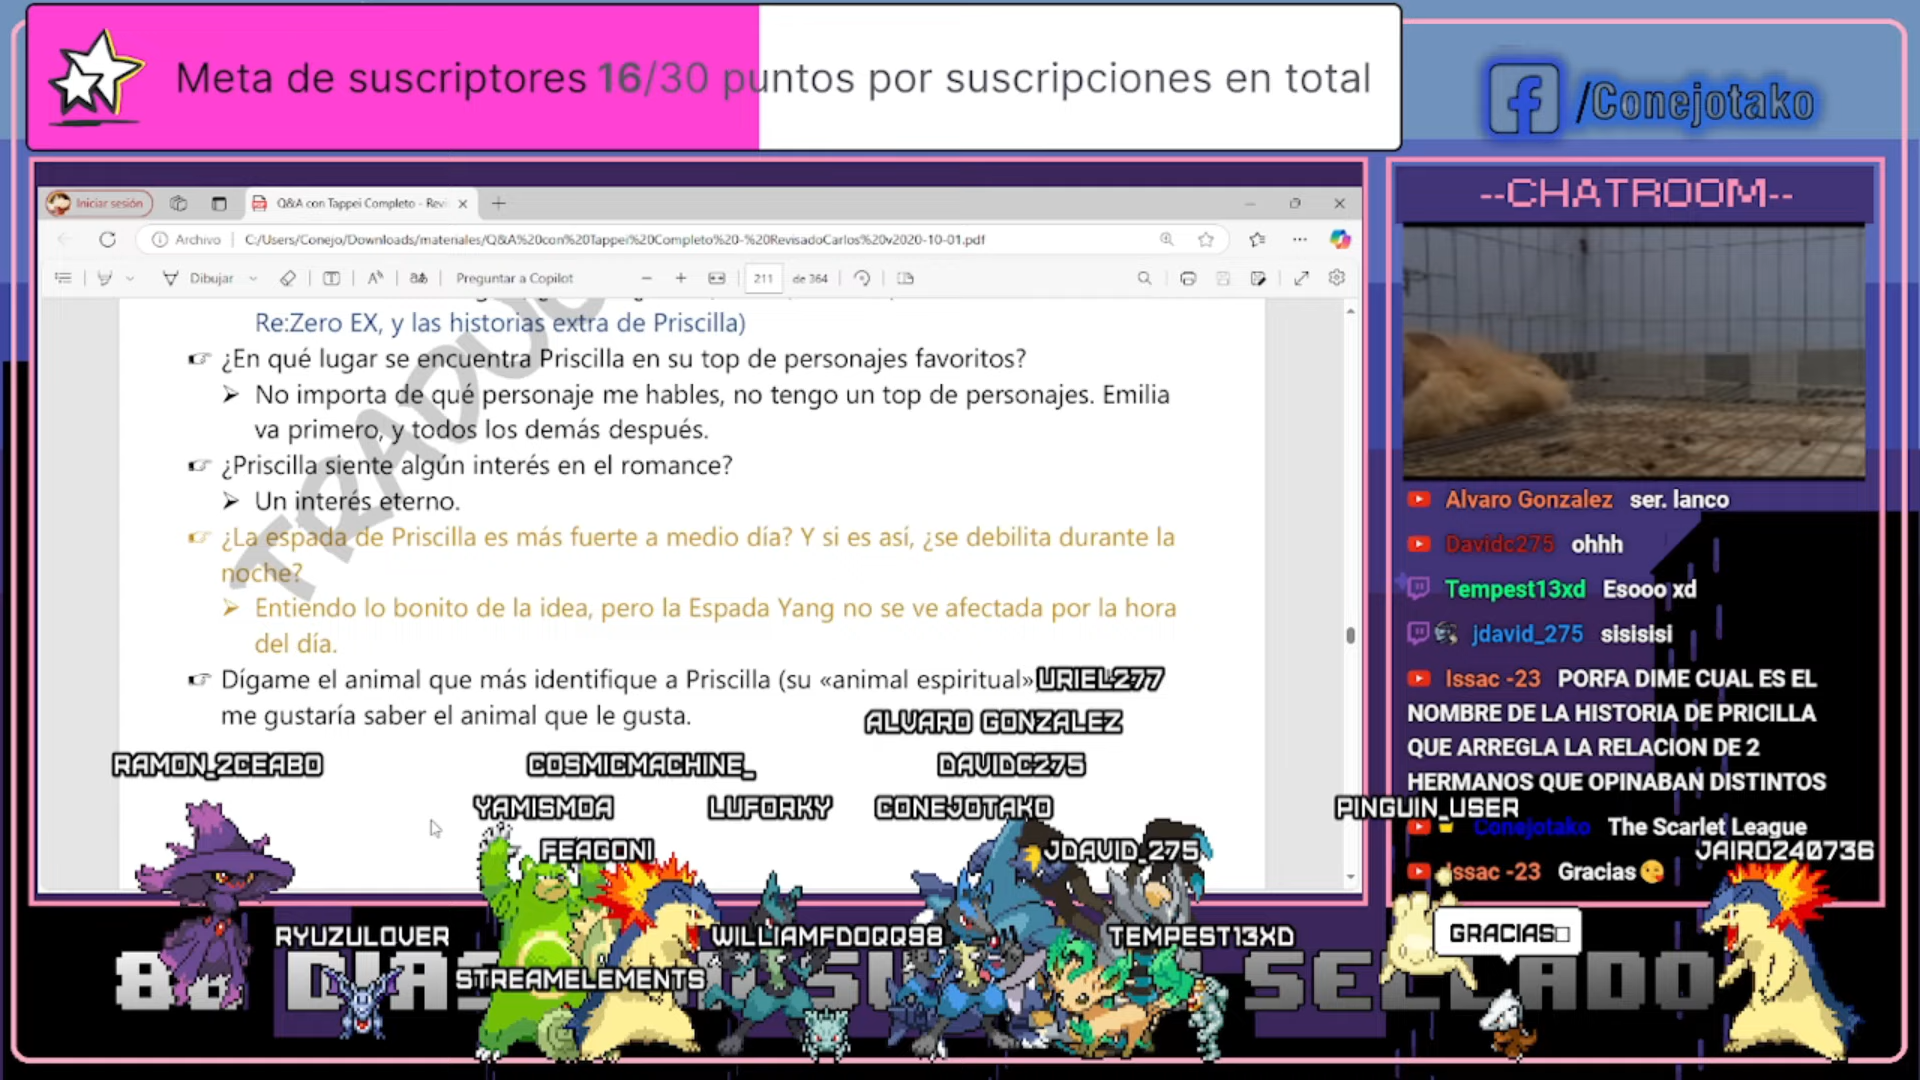 Meta de suscriptores 16/30 puntos por suscripciones en total
/Conejotako
Iniciar sesión
Q&A con Tappei Completo - Revi
Archivo
C:/Users/Conejo/Downloads/materiales/Q&A%20con%20Tappei%20Completo%20-%20RevisadoCarlos%20v2020-10-01.pdf
Dibujar
Preguntar a Copilot
211
de 364
Re:Zero EX, y las historias extra de Priscilla)
¿En qué lugar se encuentra Priscilla en su top de personajes favoritos?
No importa de qué personaje me hables, no tengo un top de personajes. Emilia
va primero, y todos los demás después.
¿Priscilla siente algún interés en el romance?
Un interés eterno.
¿La espada de Priscilla es más fuerte a medio día? Y si es así, ¿se debilita durante la
noche?
Entiendo lo bonito de la idea, pero la Espada Yang no se ve afectada por la hora
del día.
Dígame el animal que más identifique a Priscilla (su «animal espiritual»
me gustaría saber el animal que le gusta.
--CHATROOM--
Alvaro Gonzalez ser. lanco
Davidc275 ohhh
Tempest13xd Esooo xd
jdavid_275 sisisisi
Issac -23 PORFA DIME CUAL ES EL
NOMBRE DE LA HISTORIA DE PRICILLA
QUE ARREGLA LA RELACION DE 2
HERMANOS QUE OPINABAN DISTINTOS
Conejotako The Scarlet League
Issac -23 Gracias
URIEL277
ALVARO GONZALEZ
RAMON_2CEABO
COSMICMACHINE_
DAVIDC275
YAMISMOA
LUFORKY
CONEJOTAKO
PINGUIN_USER
FEAGONI
JDAVID_275
JAIRO240736
RYUZULOVER
WILLIAMFDOQQ98
TEMPEST13XD
GRACIAS
STREAMELEMENTS